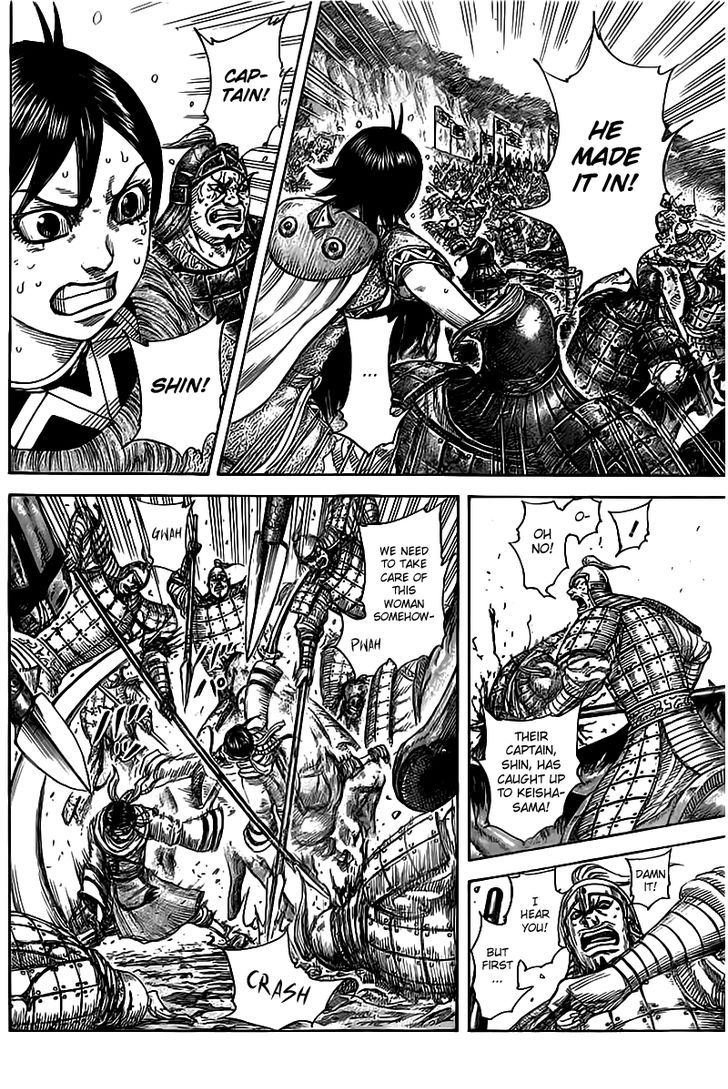 HE
MADE
IT IN!
...
CAP-
TAIN!
SHIN!
!
O-
OH
NO!
THEIR
CAPTAIN,
SHIN, HAS
CAUGHT UP
TO KEISHA-
SAMA!
DAMN
IT!
I
HEAR
YOU!
BUT
FIRST
...
WE NEED
TO TAKE
CARE OF
THIS
WOMAN
SOMEHOW-
PWAH
GWAH
CRASH